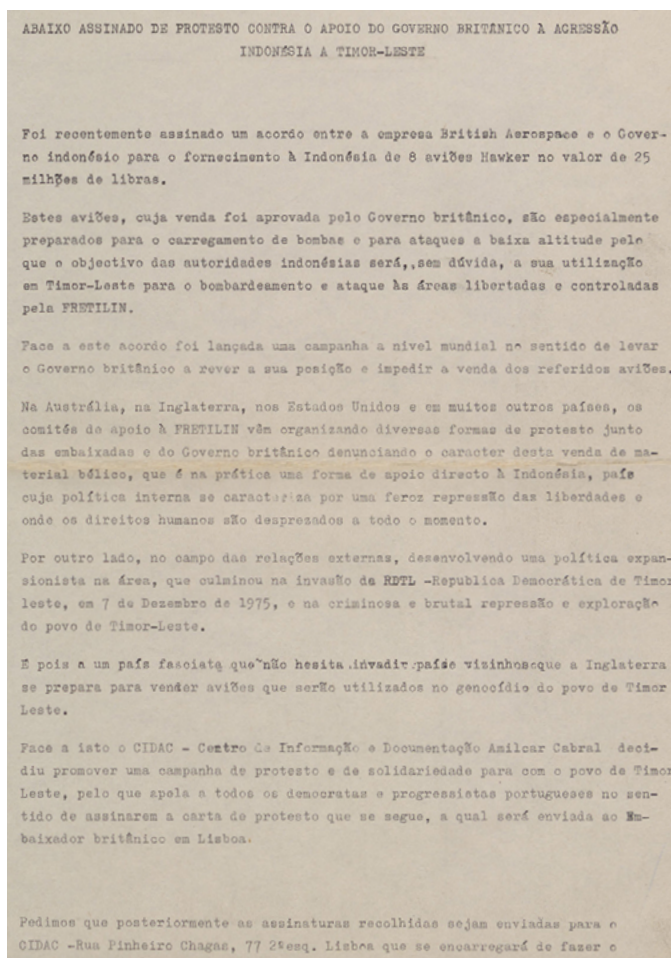 ABAIXO ASSINADO DE PROTESTO CONTRA O APOIO DO GOVERNO BRITÂNICO À AGRESSÃO
INDONÉSIA A TIMOR-LESTE
Foi recentemente assinado um acordo entre a empresa British Aerospace e o Gover-
no indonésio para o fornecimento à Indonésia de 8 aviões Hawker no valor de 25
milhões de libras.
Estes aviões, cuja venda foi aprovada pelo Governo britânico, são especialmente
preparados para o carregamento de bombas e para ataques a baixa altitude pelo
que o objectivo das autoridades indonésias será,,sem dúvida, a sua utilização
em Timor-Leste para o bombardeamento e ataque às áreas libertadas e controladas
pela FRETILIN.
Face a este acordo foi lançada uma campanha a nivel mundial no sentido de levar
o Governo britânico a rever a sua posição e impedir a venda dos referidos aviões.
Na Austrália, na Inglaterra, nos Estados Unidos e em muitos outros países, os
comités de apoio à FRETILIN vêm organizando diversas formas de protesto junto
das embaixadas e do Governo britânico denunciando o caracter desta venda de ma-
terial bélico, que é na prática uma forma de apoio directo à Indonésia, país
cuja política interna se caracteriza por uma feroz repressão das liberdades e
onde os direitos humanos são desprezados a todo o momento.
Por outro lado, no campo das relações externas, desenvolvendo uma política expan-
sionista na área, que culminou na invasão da RDTL -Republica Democrática de Timor
leste, em 7 de Dezembro de 1975, e na criminosa e brutal repressão e exploração
do povo de Timor-Leste.
É pois a um país fascista que não hesita invadir paíse vizinhosque a Inglaterra
se prepara para vender aviões que serão utilizados no genocídio do povo de Timor
Leste.
Face a isto o CIDAC - Centro de Informação e Documentação Amilcar Cabral deci-
diu promover uma campanha de protesto e de solidariedade para com o povo de Timor
Leste, pelo que apela a todos os democratas e progressistas portugueses no sen-
tido de assinarem a carta de protesto que se segue, a qual será enviada ao Em-
baixador britânico em Lisboa.
Pedimos que posteriormente as assinaturas recolhidas sejam enviadas para o
CIDAC -Rua Pinheiro Chagas, 77 2ºesq. Lisboa que se encarregará de fazer o